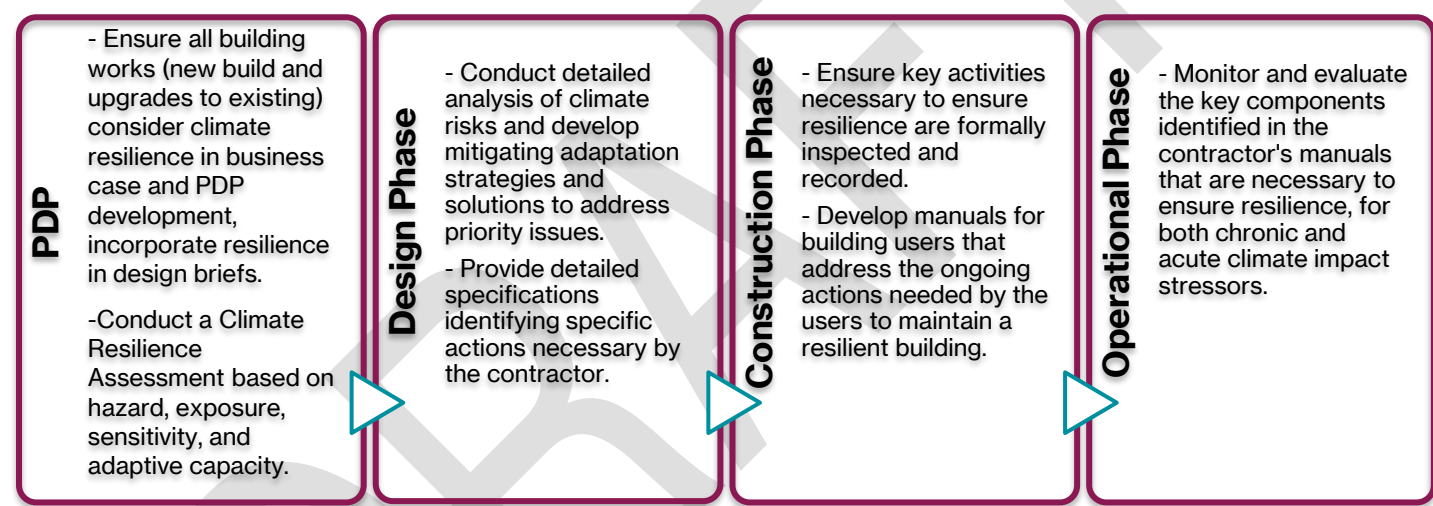 PDP
- Ensure all building
works (new build and
upgrades to existing)
consider climate
resilience in business
case and PDP
development,
incorporate resilience
in design briefs.
-Conduct a Climate
Resilience
Assessment based on
hazard, exposure,
sensitivity, and
adaptive capacity.
Design Phase
- Conduct detailed
analysis of climate
risks and develop
mitigating adaptation
strategies and
solutions to address
priority issues.
- Provide detailed
specifications
identifying specific
actions necessary by
the contractor.
Construction Phase
- Ensure key activities
necessary to ensure
resilience are formally
inspected and
recorded.
- Develop manuals for
building users that
address the ongoing
actions needed by the
users to maintain a
resilient building.
Operational Phase
- Monitor and evaluate
the key components
identified in the
contractor's manuals
that are necessary to
ensure resilience, for
both chronic and
acute climate impact
stressors.